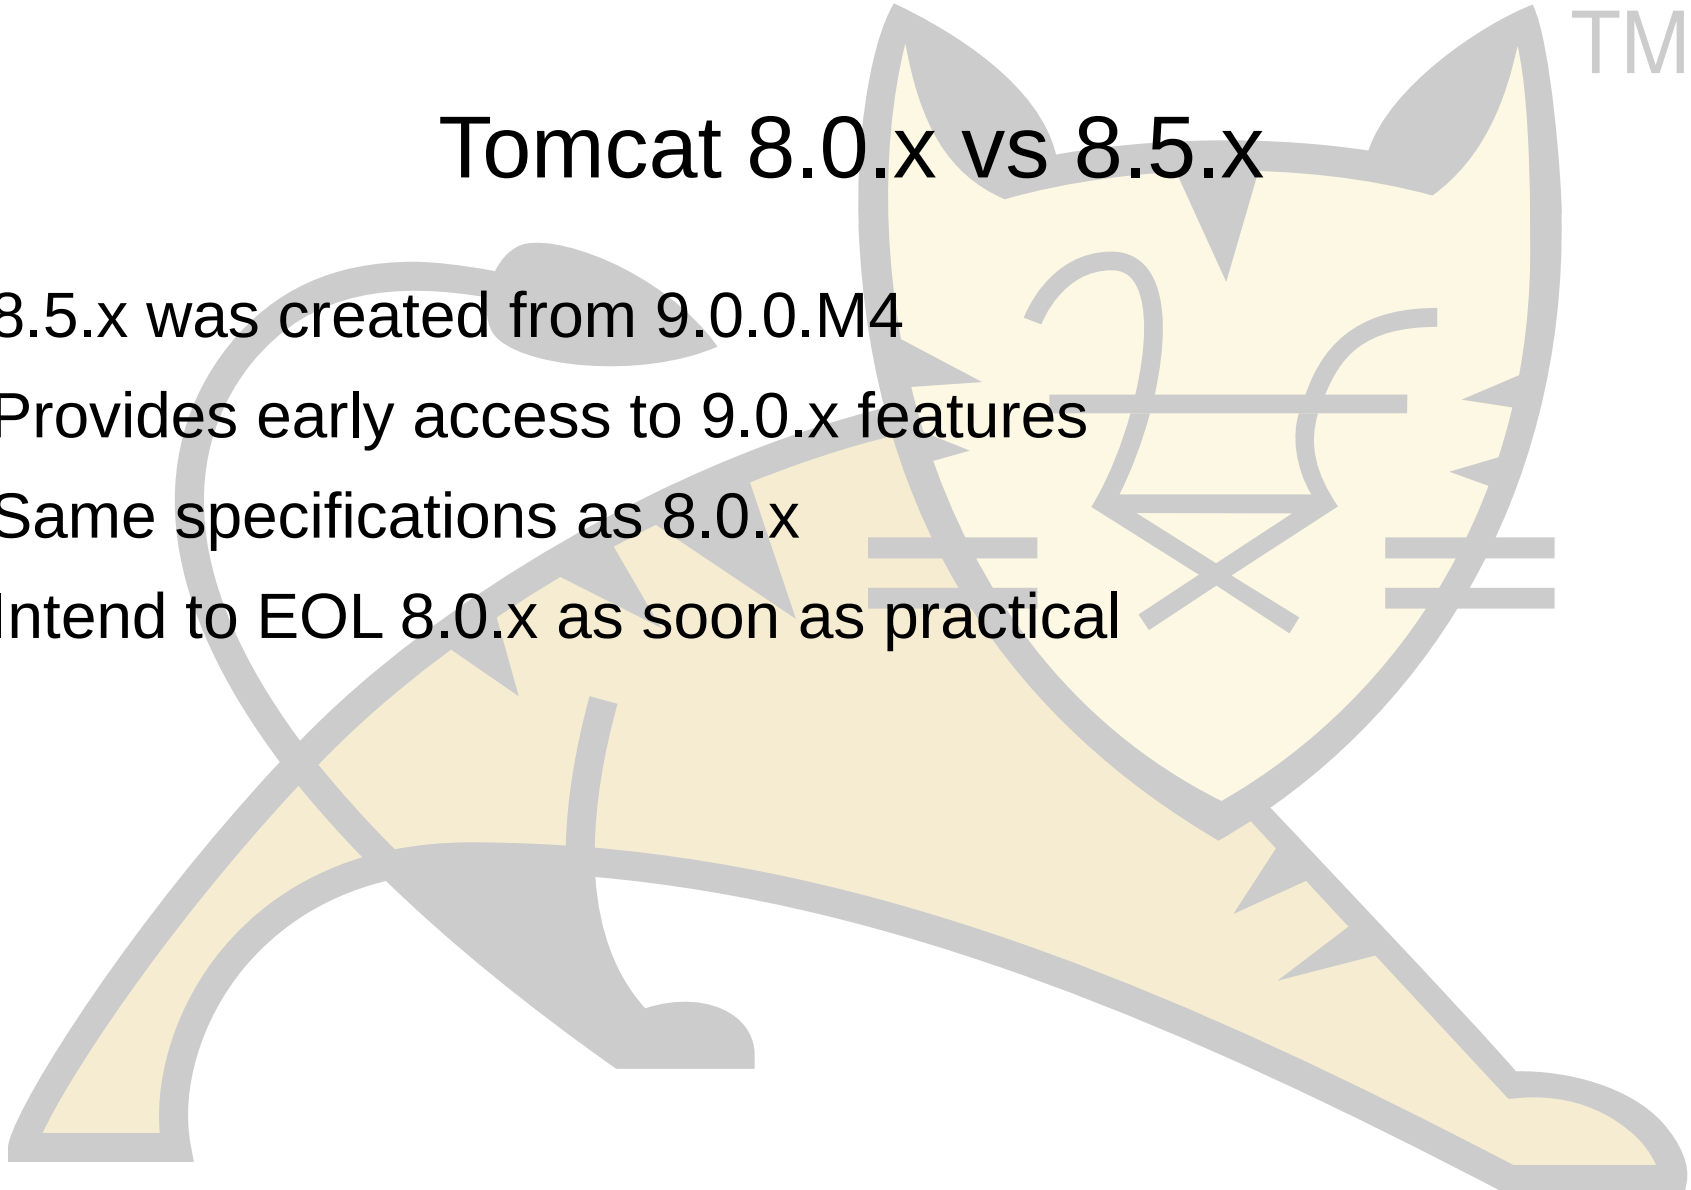 TM
Tomcat 8.0.x vs 8.5.x
8.5.x was created from 9.0.0.M4
Provides early access to 9.0.x features
Same specifications as 8.0.x
Intend to EOL 8.0.x as soon as practical